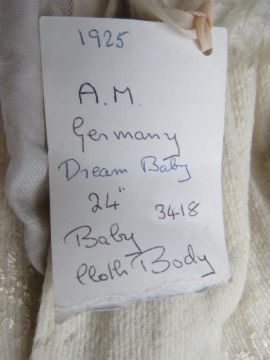 1925
A.M.
Germany
Dream Baby
24" 3418
Baby
Cloth Body